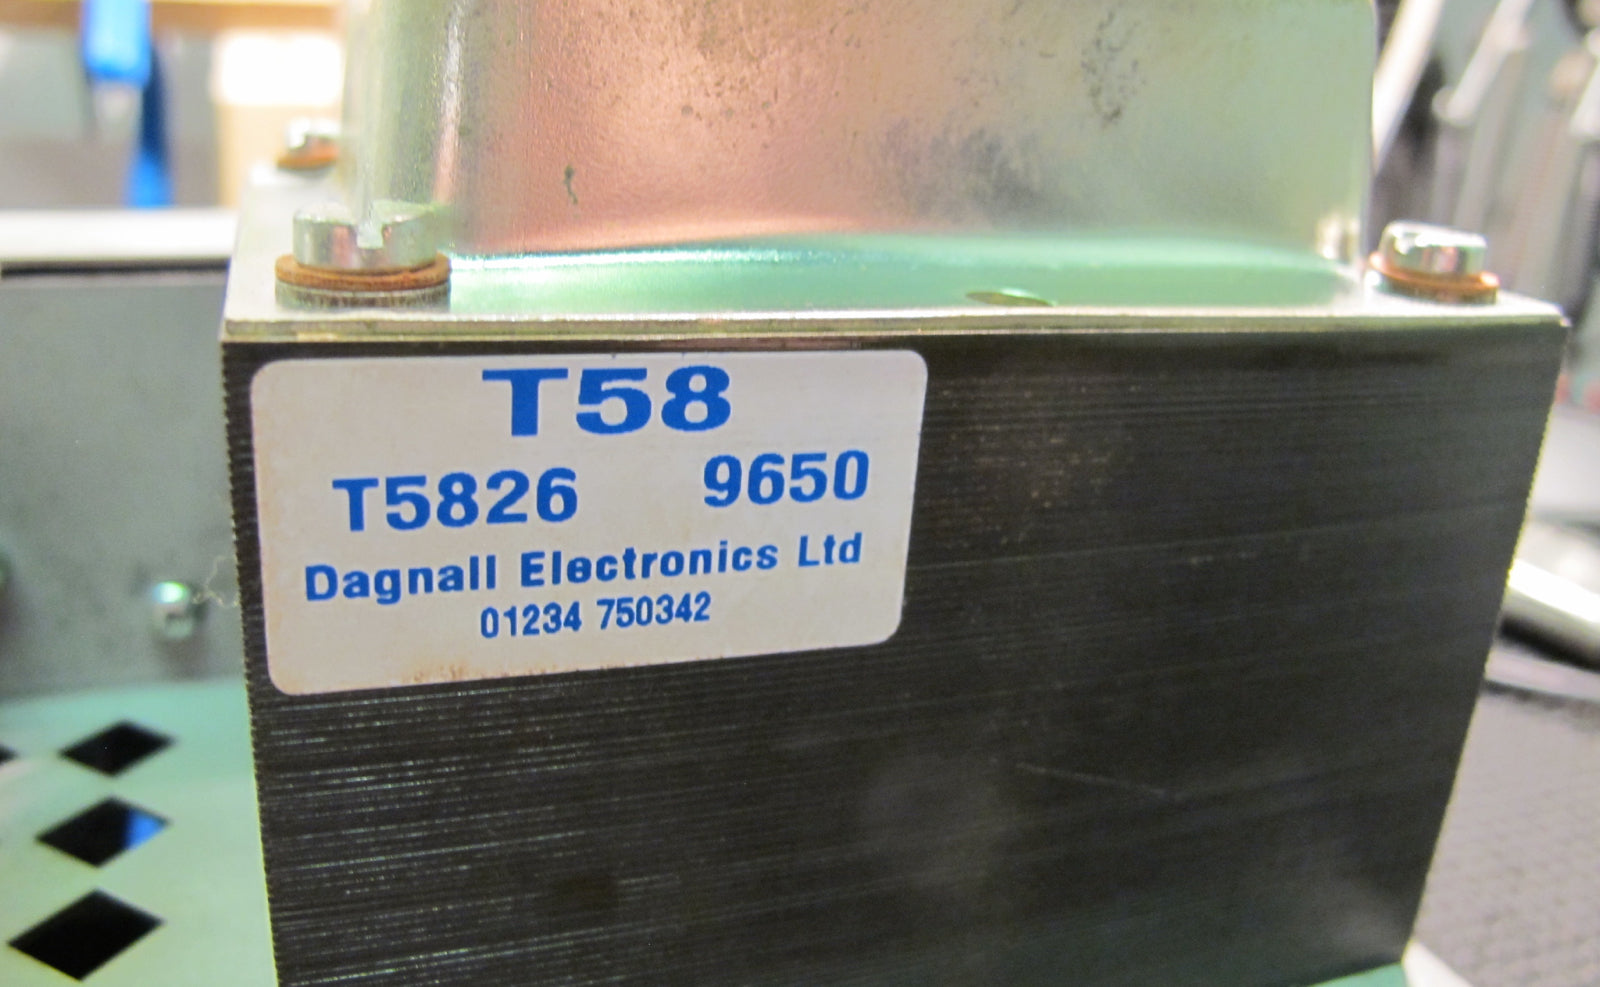 T58
T5826 9650
Dagnall Electronics Ltd
01234 750342